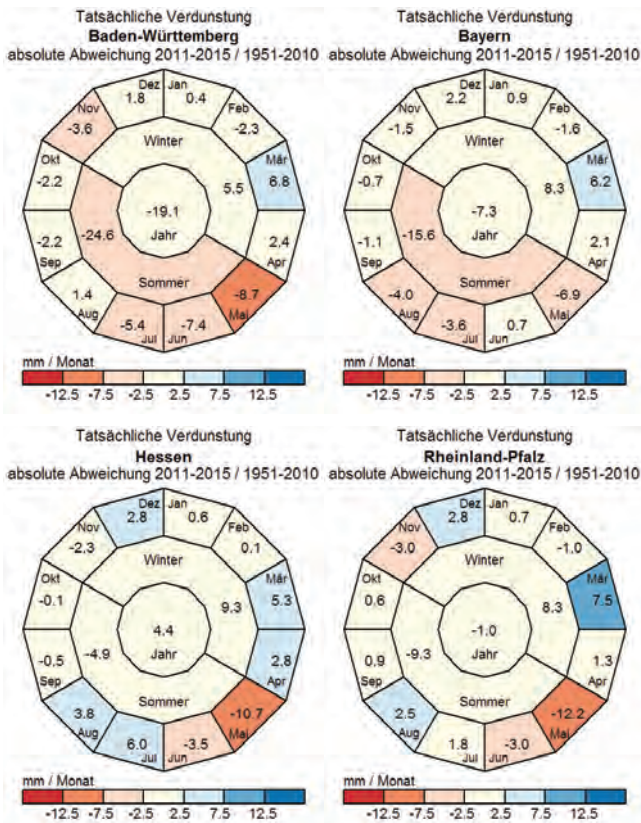 Tatsächliche Verdunstung
Baden-Württemberg
absolute Abweichung 2011-2015 / 1951-2010
Dez Jan
1.8 0.4
Nov Feb
-3.6 -2.3
Winter
Okt Mär
-2.2 5.5 6.8
-19.1
-2.2 -24.6 Jahr 2.4
Sep Apr
Sommer
1.4 -8.7
Aug Mai
-5.4 -7.4
Jul Jun
mm / Monat
-12.5 -7.5 -2.5 2.5 7.5 12.5
Tatsächliche Verdunstung
Bayern
absolute Abweichung 2011-2015 / 1951-2010
Dez Jan
2.2 0.9
Nov Feb
-1.5 -1.6
Winter
Okt Mär
-0.7 8.3 6.2
-7.3
-1.1 -15.6 Jahr 2.1
Sep Apr
Sommer
-4.0 -6.9
Aug Mai
-3.6 0.7
Jul Jun
mm / Monat
-12.5 -7.5 -2.5 2.5 7.5 12.5
Tatsächliche Verdunstung
Hessen
absolute Abweichung 2011-2015 / 1951-2010
Dez Jan
2.8 0.6
Nov Feb
-2.3 0.1
Winter
Okt Mär
-0.1 9.3 5.3
4.4
-0.5 -4.9 Jahr 2.8
Sep Apr
Sommer
3.8 -10.7
Aug Mai
6.0 -3.5
Jul Jun
mm / Monat
-12.5 -7.5 -2.5 2.5 7.5 12.5
Tatsächliche Verdunstung
Rheinland-Pfalz
absolute Abweichung 2011-2015 / 1951-2010
Dez Jan
2.8 0.7
Nov Feb
-3.0 -1.0
Winter
Okt Mär
0.6 8.3 7.5
-1.0
0.9 -9.3 Jahr 1.3
Sep Apr
Sommer
2.5 -12.2
Aug Mai
1.8 -3.0
Jul Jun
mm / Monat
-12.5 -7.5 -2.5 2.5 7.5 12.5